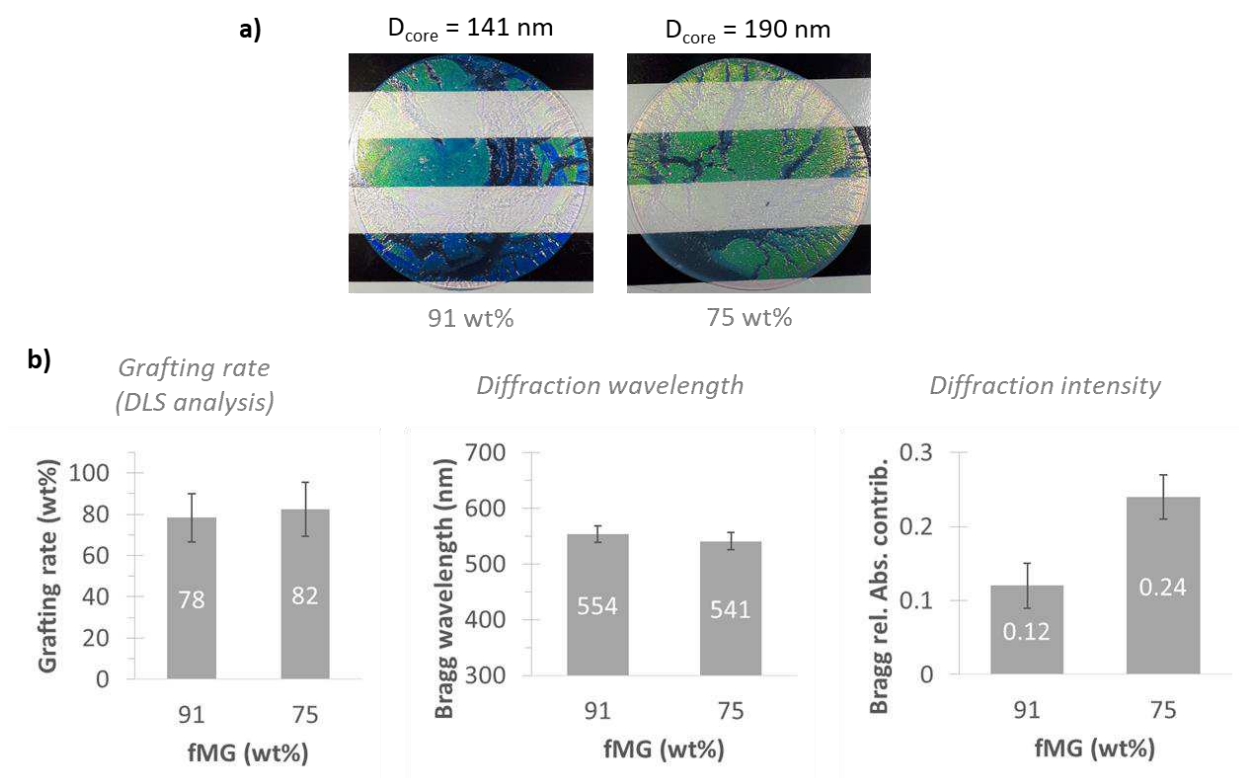 a)
D_core = 141 nm
D_core = 190 nm
91 wt%
75 wt%
b)
Grafting rate
(DLS analysis)
Diffraction wavelength
Diffraction intensity
Grafting rate (wt%)
100
80
60
40
20
0
78
82
91
75
fMG (wt%)
Bragg wavelength (nm)
700
600
500
400
300
554
541
91
75
fMG (wt%)
Bragg rel. Abs. contrib.
0.3
0.2
0.1
0
0.12
0.24
91
75
fMG (wt%)